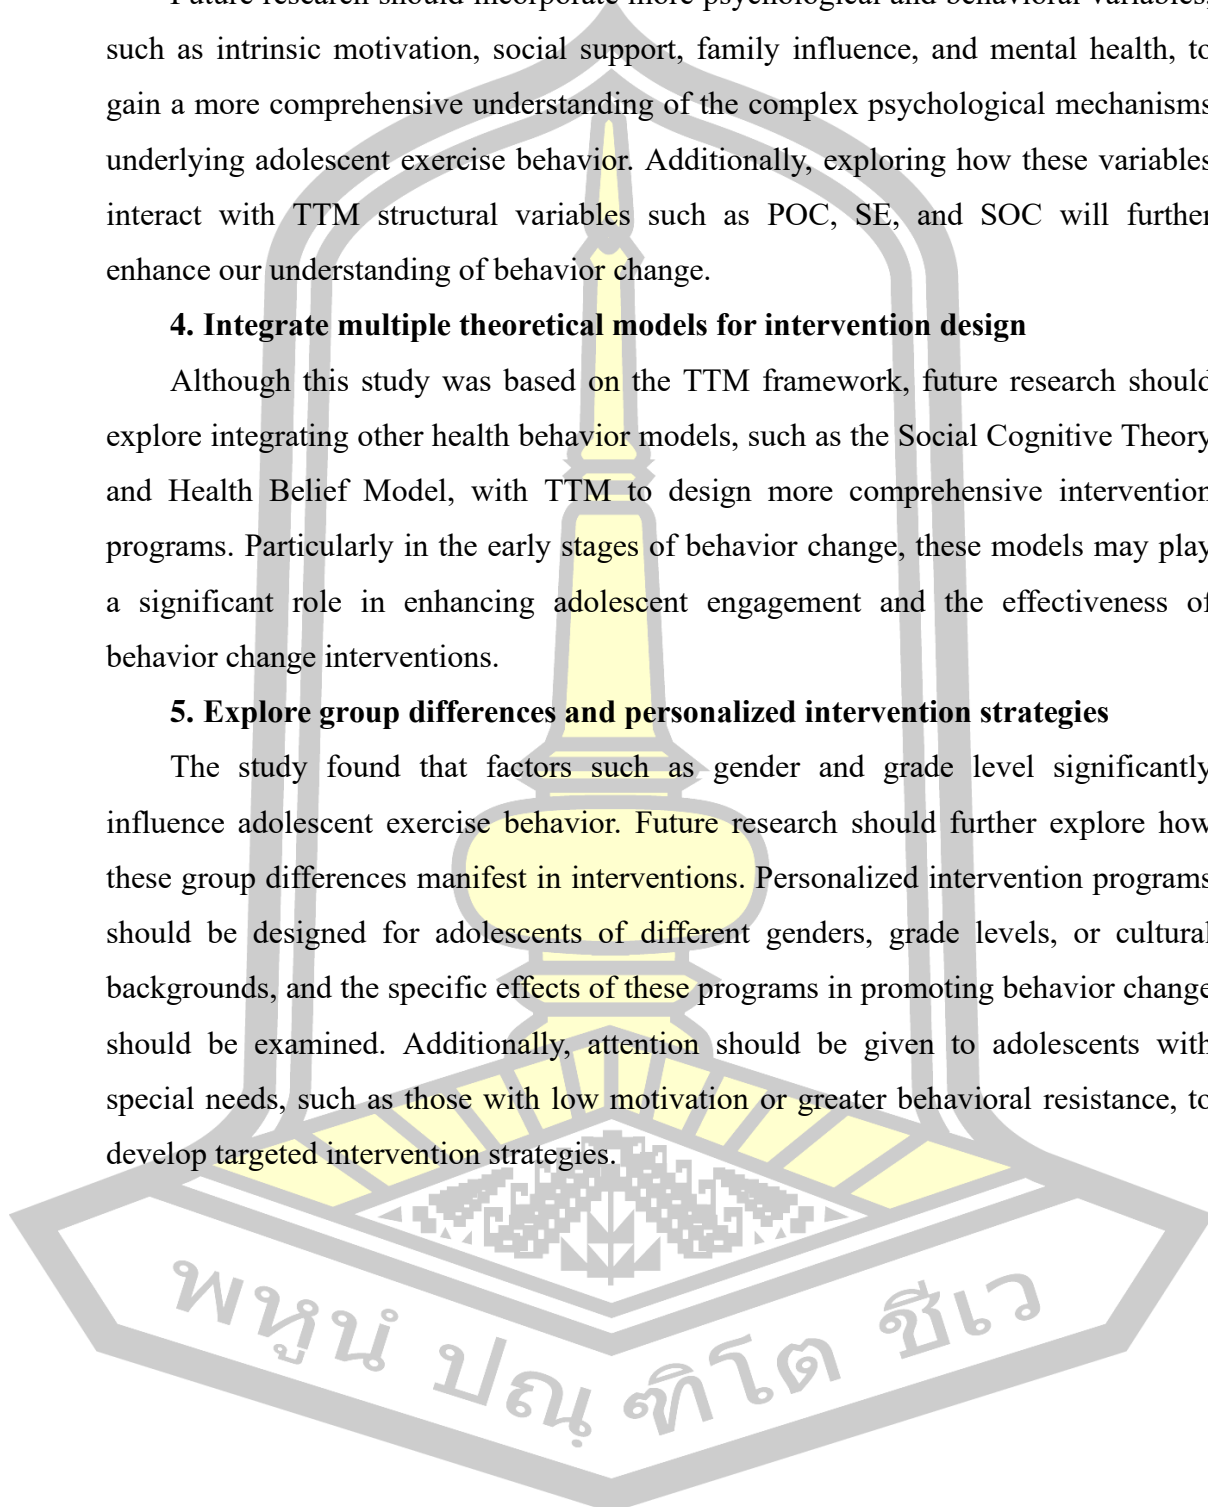 Future research should incorporate more psychological and behavioral variables,
such as intrinsic motivation, social support, family influence, and mental health, to
gain a more comprehensive understanding of the complex psychological mechanisms
underlying adolescent exercise behavior. Additionally, exploring how these variables
interact with TTM structural variables such as POC, SE, and SOC will further
enhance our understanding of behavior change.
4. Integrate multiple theoretical models for intervention design
Although this study was based on the TTM framework, future research should
explore integrating other health behavior models, such as the Social Cognitive Theory
and Health Belief Model, with TTM to design more comprehensive intervention
programs. Particularly in the early stages of behavior change, these models may play
a significant role in enhancing adolescent engagement and the effectiveness of
behavior change interventions.
5. Explore group differences and personalized intervention strategies
The study found that factors such as gender and grade level significantly
influence adolescent exercise behavior. Future research should further explore how
these group differences manifest in interventions. Personalized intervention programs
should be designed for adolescents of different genders, grade levels, or cultural
backgrounds, and the specific effects of these programs in promoting behavior change
should be examined. Additionally, attention should be given to adolescents with
special needs, such as those with low motivation or greater behavioral resistance, to
develop targeted intervention strategies.
พหูนํ ปณฺฑิโต ชีเว